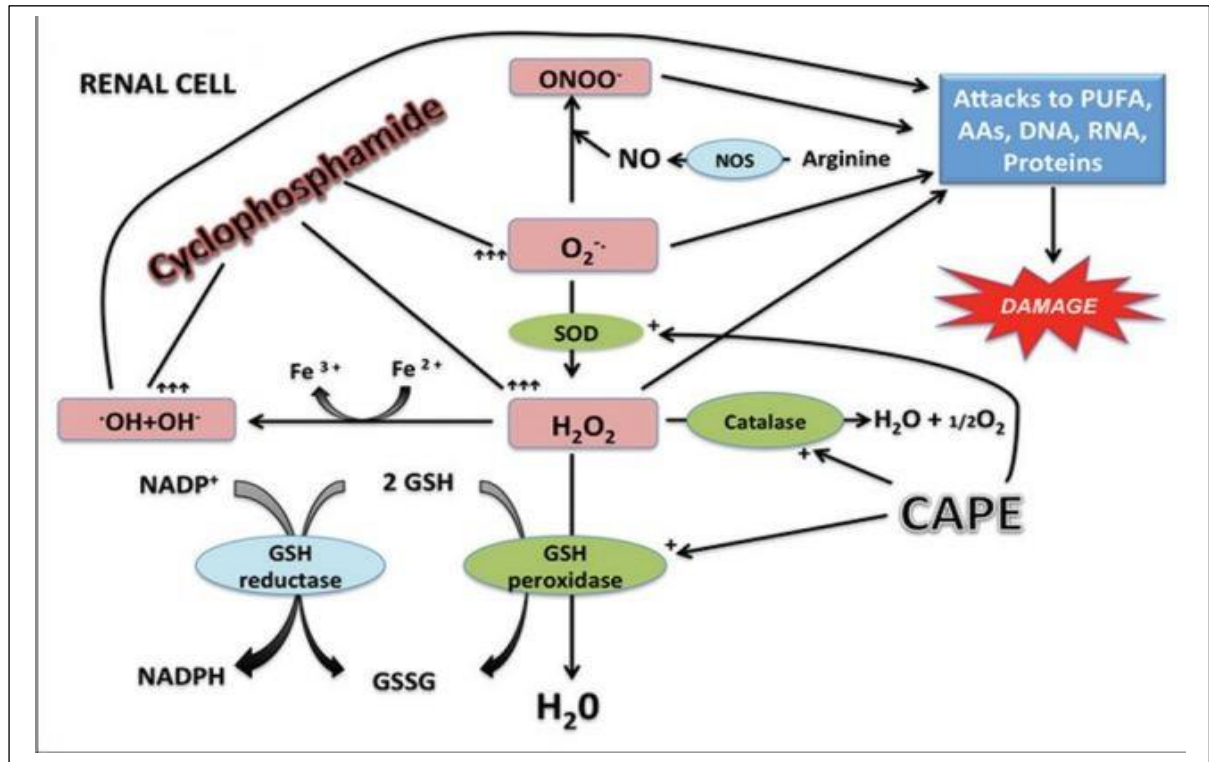 RENAL CELL
ONOO⁻
Attacks to PUFA,
AAs, DNA, RNA,
Proteins
NO
NOS
Arginine
Cyclophosphamide
O₂⁻·
DAMAGE
SOD
+
Fe ³⁺
Fe ²⁺
·OH+OH⁻
H₂O₂
Catalase
H₂O + 1/2O₂
+
NADP⁺
2 GSH
CAPE
GSH
reductase
GSH
peroxidase
+
NADPH
GSSG
H₂0